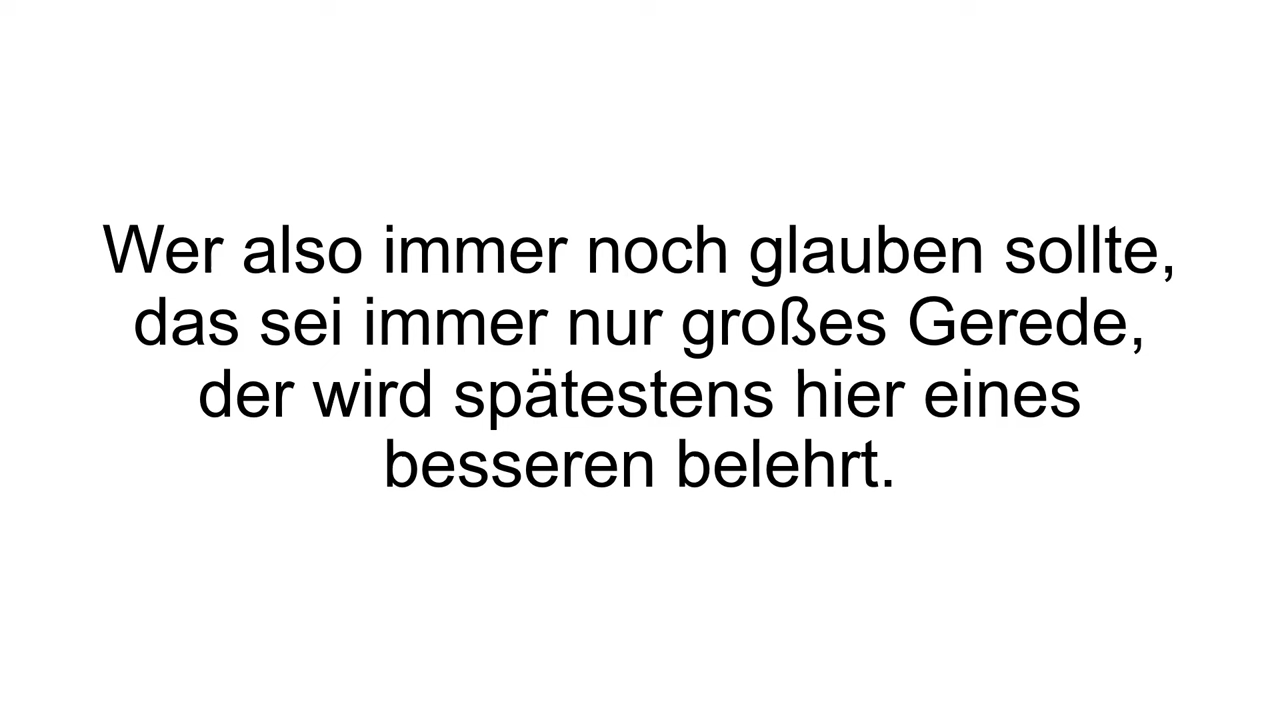 Wer also immer noch glauben sollte,
das sei immer nur großes Gerede,
der wird spätestens hier eines
besseren belehrt.